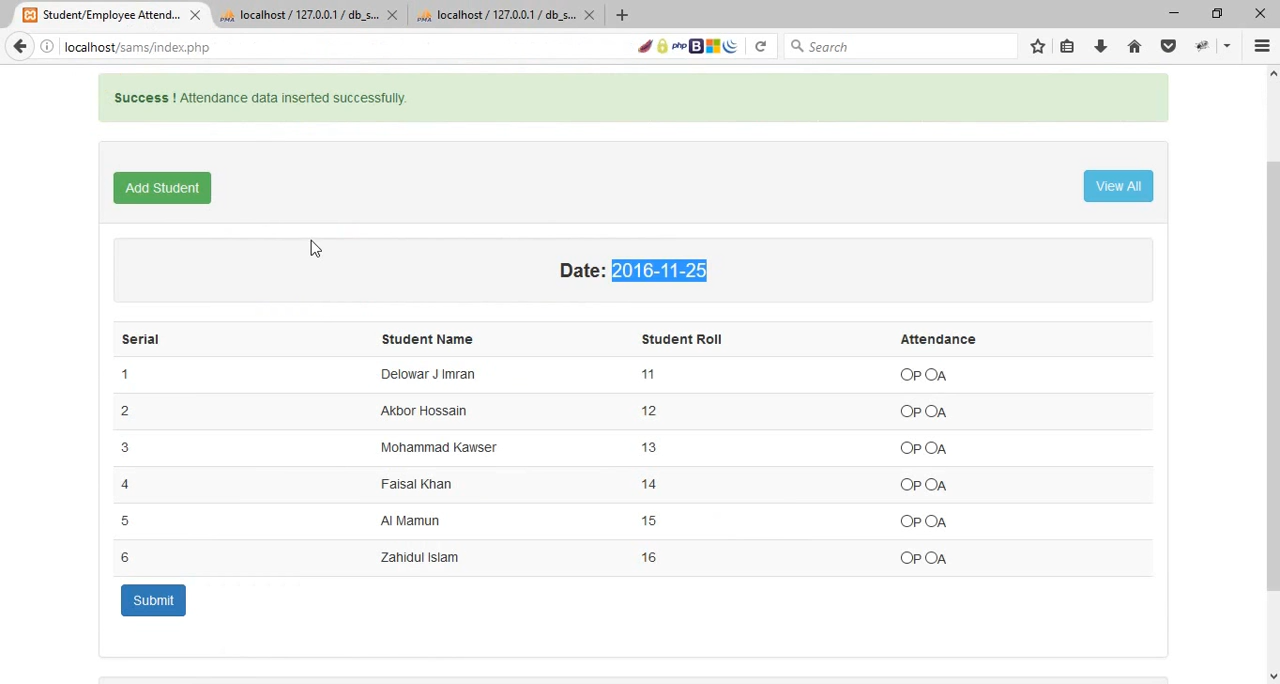 Student/Employee Attend...
localhost / 127.0.0.1 / db_s...
localhost / 127.0.0.1 / db_s...
localhost/sams/index.php
php
B
Search
Success ! Attendance data inserted successfully.
Add Student
View All
Date: 2016-11-25
Serial Student Name Student Roll Attendance
1 Delowar J Imran 11 P A
2 Akbor Hossain 12 P A
3 Mohammad Kawser 13 P A
4 Faisal Khan 14 P A
5 Al Mamun 15 P A
6 Zahidul Islam 16 P A
Submit